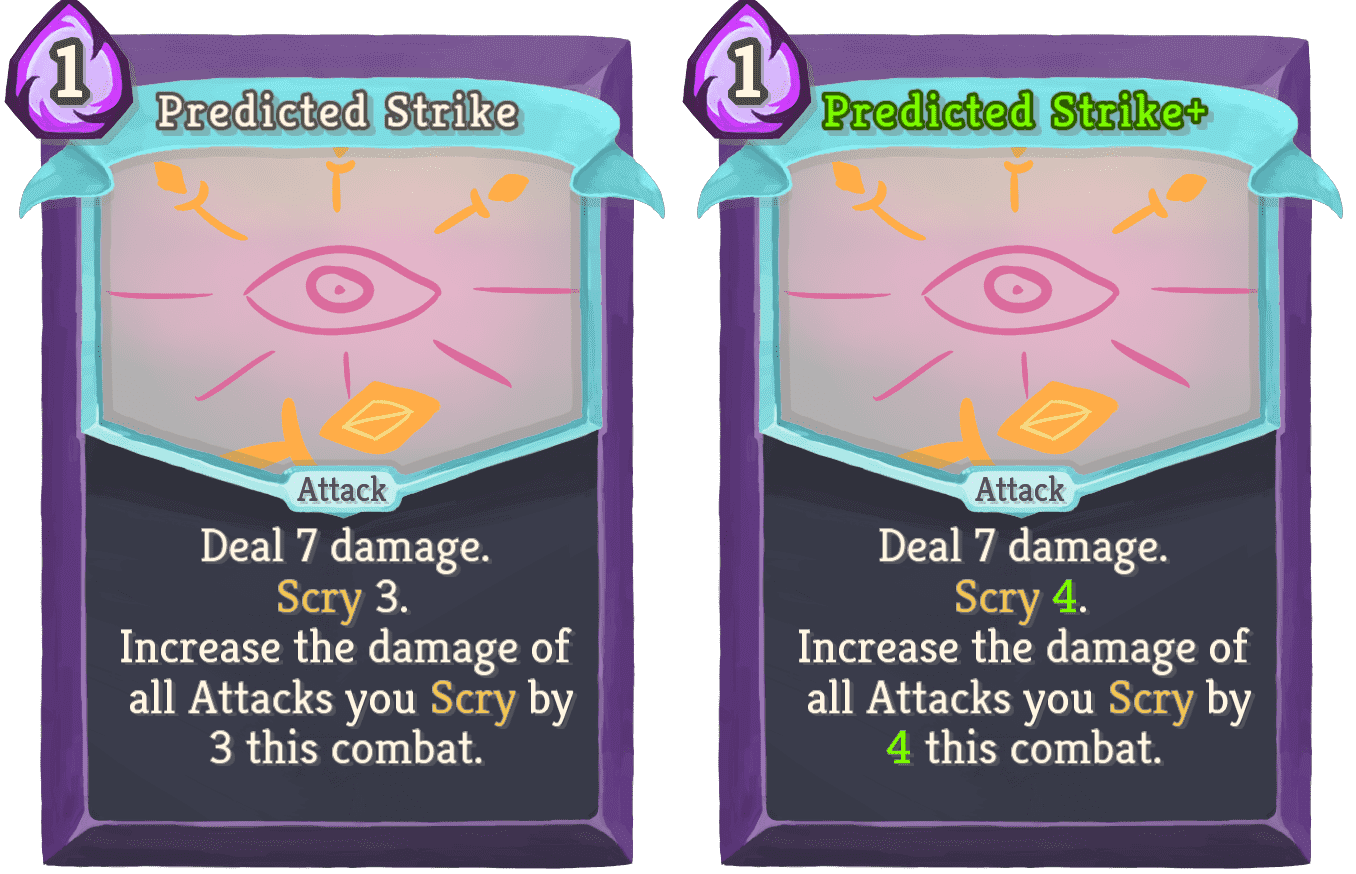 1
Predicted Strike
Attack
Deal 7 damage.
Scry 3.
Increase the damage of
all Attacks you Scry by
3 this combat.
1
Predicted Strike+
Attack
Deal 7 damage.
Scry 4.
Increase the damage of
all Attacks you Scry by
4 this combat.